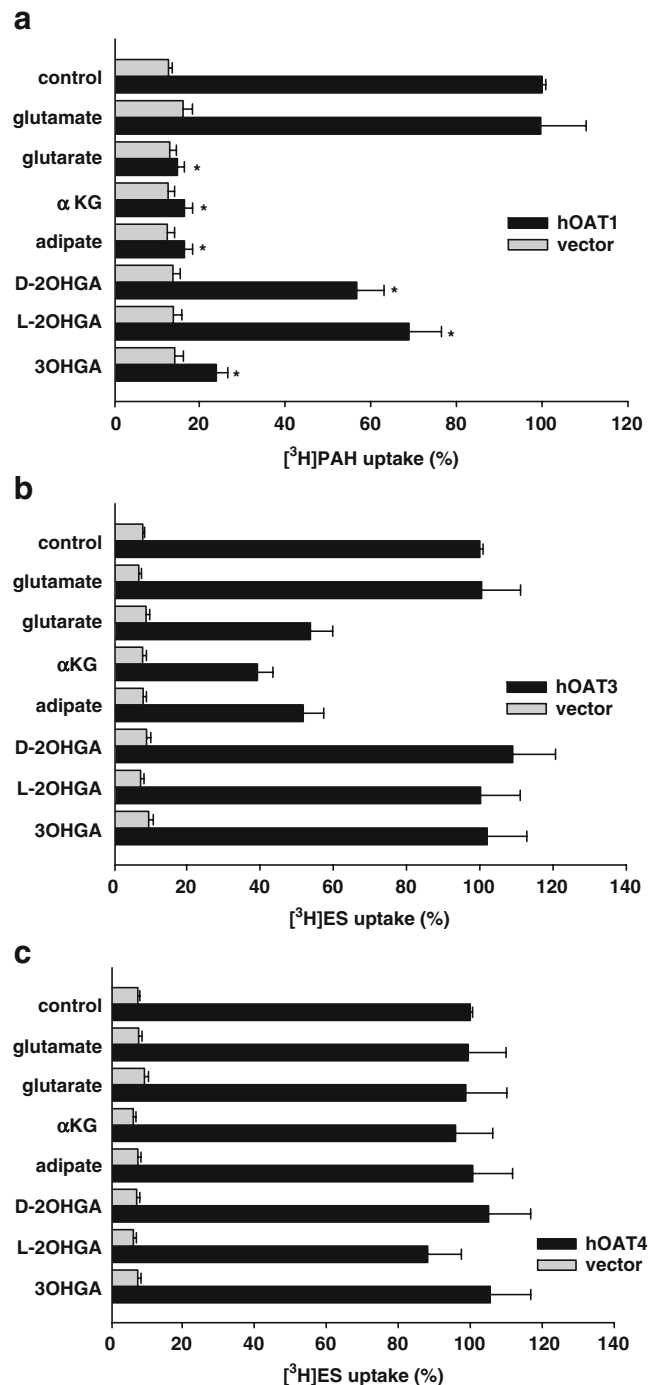 a
control
glutamate
glutarate
α KG
adipate
D-2OHGA
L-2OHGA
3OHGA
*
*
*
*
*
*
hOAT1
vector
0 20 40 60 80 100 120
[³H]PAH uptake (%)
b
control
glutamate
glutarate
αKG
adipate
D-2OHGA
L-2OHGA
3OHGA
hOAT3
vector
0 20 40 60 80 100 120 140
[³H]ES uptake (%)
c
control
glutamate
glutarate
αKG
adipate
D-2OHGA
L-2OHGA
3OHGA
hOAT4
vector
0 20 40 60 80 100 120 140
[³H]ES uptake (%)